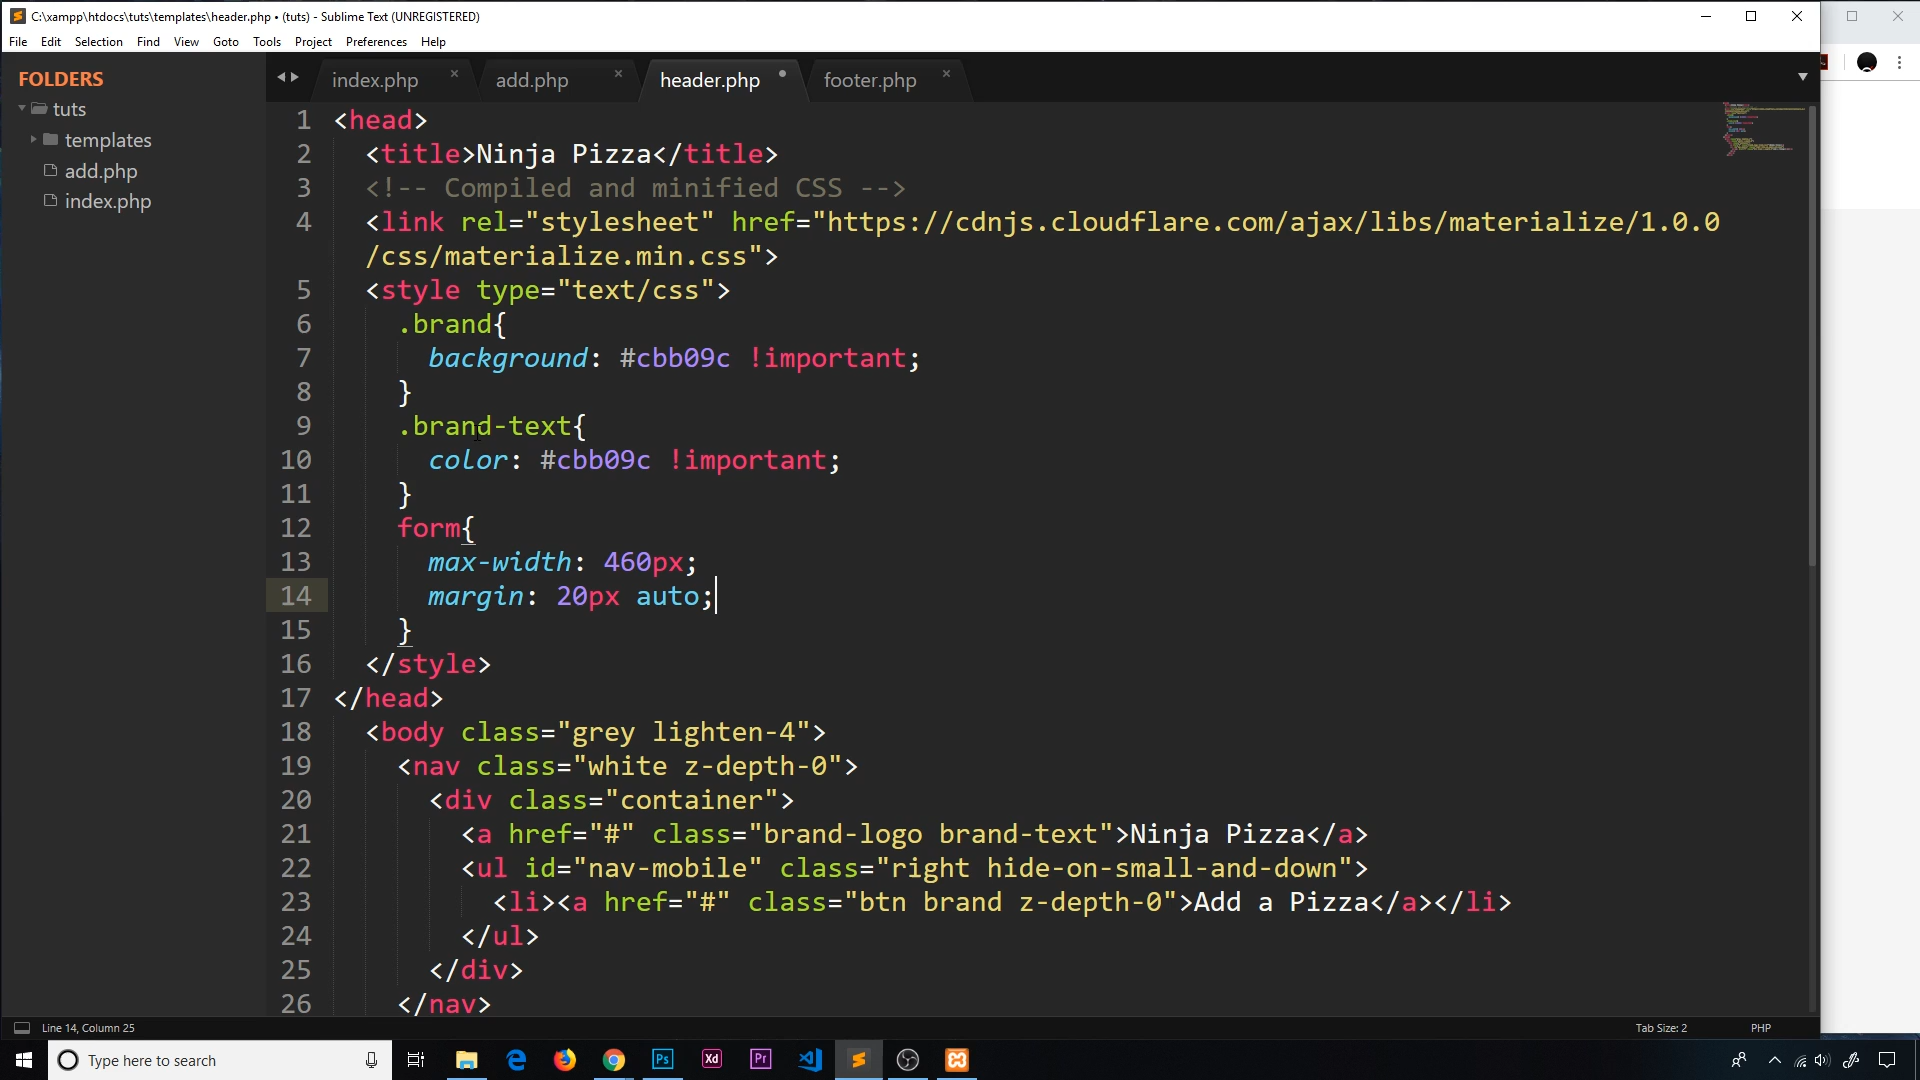 C:\xampp\htdocs\tuts\templates\header.php • (tuts) - Sublime Text (UNREGISTERED)
File Edit Selection Find View Goto Tools Project Preferences Help
FOLDERS
tuts
templates
add.php
index.php
index.php × add.php × header.php • footer.php ×
1 <head>
2 <title>Ninja Pizza</title>
3 <!-- Compiled and minified CSS -->
4 <link rel="stylesheet" href="https://cdnjs.cloudflare.com/ajax/libs/materialize/1.0.0
/css/materialize.min.css">
5 <style type="text/css">
6 .brand{
7 background: #cbb09c !important;
8 }
9 .brand-text{
10 color: #cbb09c !important;
11 }
12 form{
13 max-width: 460px;
14 margin: 20px auto;
15 }
16 </style>
17 </head>
18 <body class="grey lighten-4">
19 <nav class="white z-depth-0">
20 <div class="container">
21 <a href="#" class="brand-logo brand-text">Ninja Pizza</a>
22 <ul id="nav-mobile" class="right hide-on-small-and-down">
23 <li><a href="#" class="btn brand z-depth-0">Add a Pizza</a></li>
24 </ul>
25 </div>
26 </nav>
Line 14, Column 25 Tab Size: 2 PHP
Type here to search
Ps Xd Pr